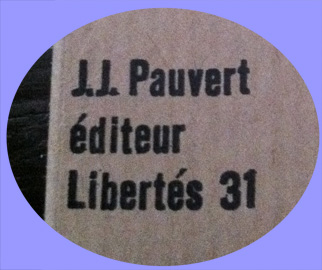 J.J. Pauvert
éditeur
Libertés 31